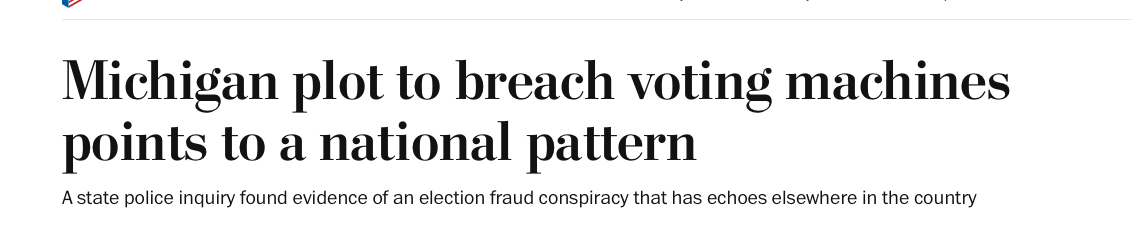 Michigan plot to breach voting machines
points to a national pattern
A state police inquiry found evidence of an election fraud conspiracy that has echoes elsewhere in the country